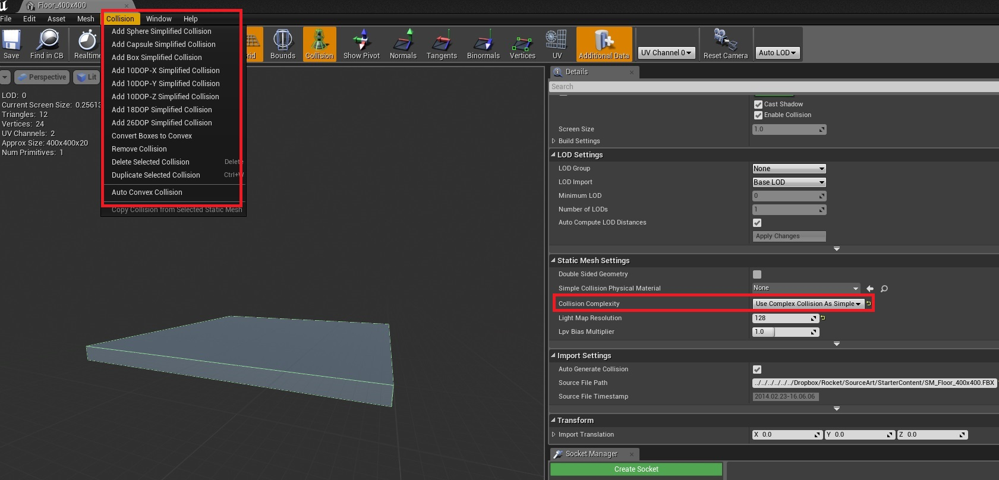 Floor_400x400
File Edit Asset Mesh Collision Window Help
Save Find in CB Realtime rid Bounds Collision Show Pivot Normals Tangents Binormals Vertices UV Additional Data UV Channel 0 Reset Camera Auto LOD
Perspective Lit
LOD: 0
Current Screen Size: 0.25613
Triangles: 12
Vertices: 24
UV Channels: 2
Approx Size: 400x400x20
Num Primitives: 1
Add Sphere Simplified Collision
Add Capsule Simplified Collision
Add Box Simplified Collision
Add 10DOP-X Simplified Collision
Add 10DOP-Y Simplified Collision
Add 10DOP-Z Simplified Collision
Add 18DOP Simplified Collision
Add 26DOP Simplified Collision
Convert Boxes to Convex
Remove Collision
Delete Selected Collision Delete
Duplicate Selected Collision Ctrl+W
Auto Convex Collision
Copy Collision from Selected Static Mesh
Details
Search
Cast Shadow
Enable Collision
Screen Size 1.0
Build Settings
LOD Settings
LOD Group None
LOD Import Base LOD
Minimum LOD 0
Number of LODs 1
Auto Compute LOD Distances
Apply Changes
Static Mesh Settings
Double Sided Geometry
Simple Collision Physical Material None
Collision Complexity Use Complex Collision As Simple
Light Map Resolution 128
Lpv Bias Multiplier 1.0
Import Settings
Auto Generate Collision
Source File Path ../../../../../../Dropbox/Rocket/SourceArt/StarterContent/SM_Floor_400x400.FBX
Source File Timestamp 2014.02.23-16.06.06
Transform
Import Translation X 0.0 Y 0.0 Z 0.0
Socket Manager
Create Socket